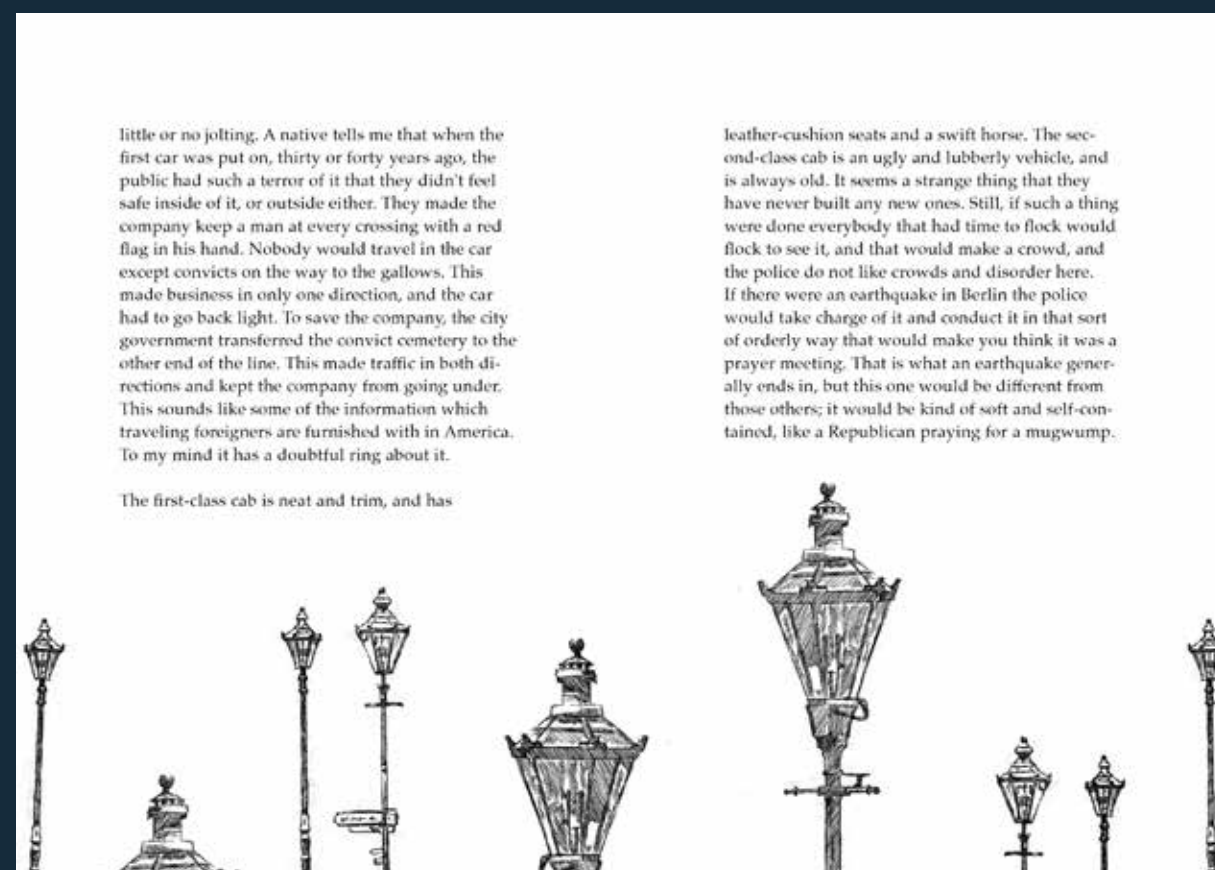 little or no jolting. A native tells me that when the
first car was put on, thirty or forty years ago, the
public had such a terror of it that they didn't feel
safe inside of it, or outside either. They made the
company keep a man at every crossing with a red
flag in his hand. Nobody would travel in the car
except convicts on the way to the gallows. This
made business in only one direction, and the car
had to go back light. To save the company, the city
government transferred the convict cemetery to the
other end of the line. This made traffic in both di-
rections and kept the company from going under.
This sounds like some of the information which
traveling foreigners are furnished with in America.
To my mind it has a doubtful ring about it.
The first-class cab is neat and trim, and has
leather-cushion seats and a swift horse. The sec-
ond-class cab is an ugly and lubberly vehicle, and
is always old. It seems a strange thing that they
have never built any new ones. Still, if such a thing
were done everybody that had time to flock would
flock to see it, and that would make a crowd, and
the police do not like crowds and disorder here.
If there were an earthquake in Berlin the police
would take charge of it and conduct it in that sort
of orderly way that would make you think it was a
prayer meeting. That is what an earthquake gener-
ally ends in, but this one would be different from
those others; it would be kind of soft and self-con-
tained, like a Republican praying for a mugwump.